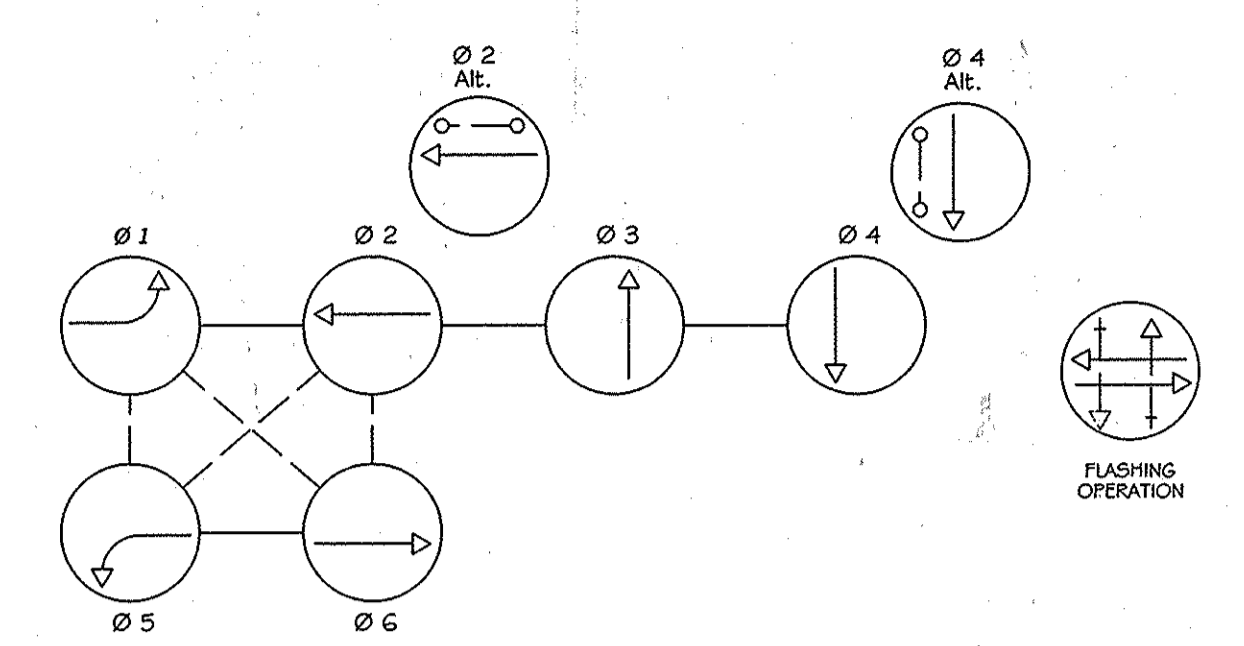 Ø 2
Alt.
Ø 4
Alt.
Ø 1
Ø 2
Ø 3
Ø 4
FLASHING
OPERATION
Ø 5
Ø 6